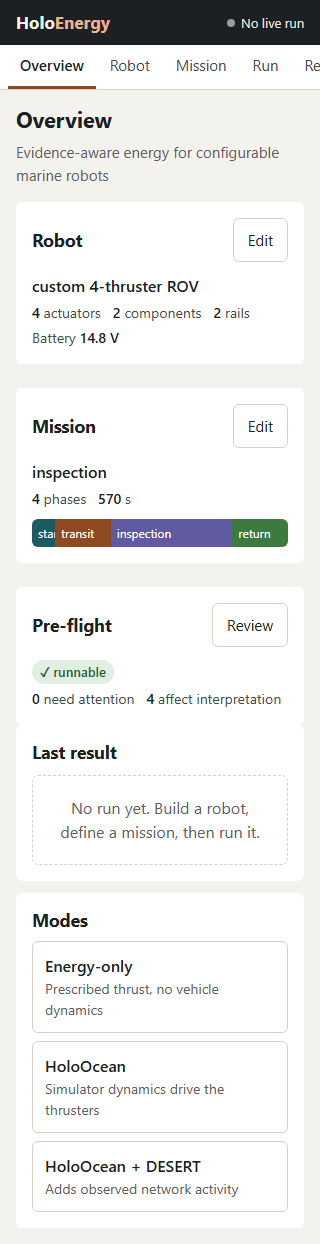 HoloEnergy
No live run
Overview Robot Mission Run Re
Overview
Evidence-aware energy for configurable
marine robots
Robot
Edit
custom 4-thruster ROV
4 actuators 2 components 2 rails
Battery 14.8 V
Mission
Edit
inspection
4 phases 570 s
star transit inspection return
Pre-flight
Review
✓ runnable
0 need attention 4 affect interpretation
Last result
No run yet. Build a robot,
define a mission, then run it.
Modes
Energy-only
Prescribed thrust, no vehicle
dynamics
HoloOcean
Simulator dynamics drive the
thrusters
HoloOcean + DESERT
Adds observed network activity